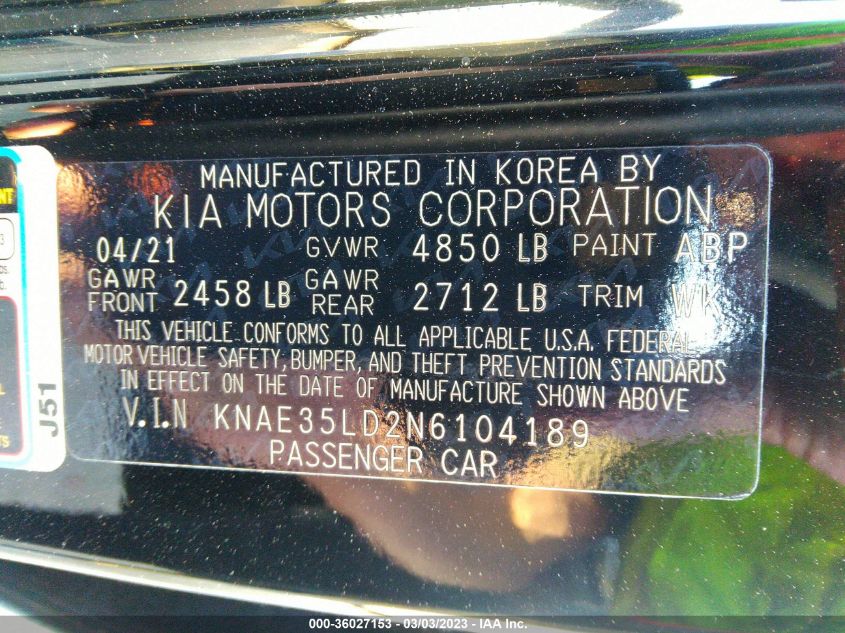 MANUFACTURED IN KOREA BY
KIA MOTORS CORPORATION
04/21 GVWR 4850 LB PAINT ABP
GAWR FRONT 2458 LB GAWR REAR 2712 LB TRIM WK
THIS VEHICLE CONFORMS TO ALL APPLICABLE U.S.A. FEDERAL
MOTOR VEHICLE SAFETY, BUMPER, AND THEFT PREVENTION STANDARDS
IN EFFECT ON THE DATE OF MANUFACTURE SHOWN ABOVE
V.I.N KNAE35LD2N6104189
PASSENGER CAR
J51
000-36027153 - 03/03/2023 - IAA Inc.